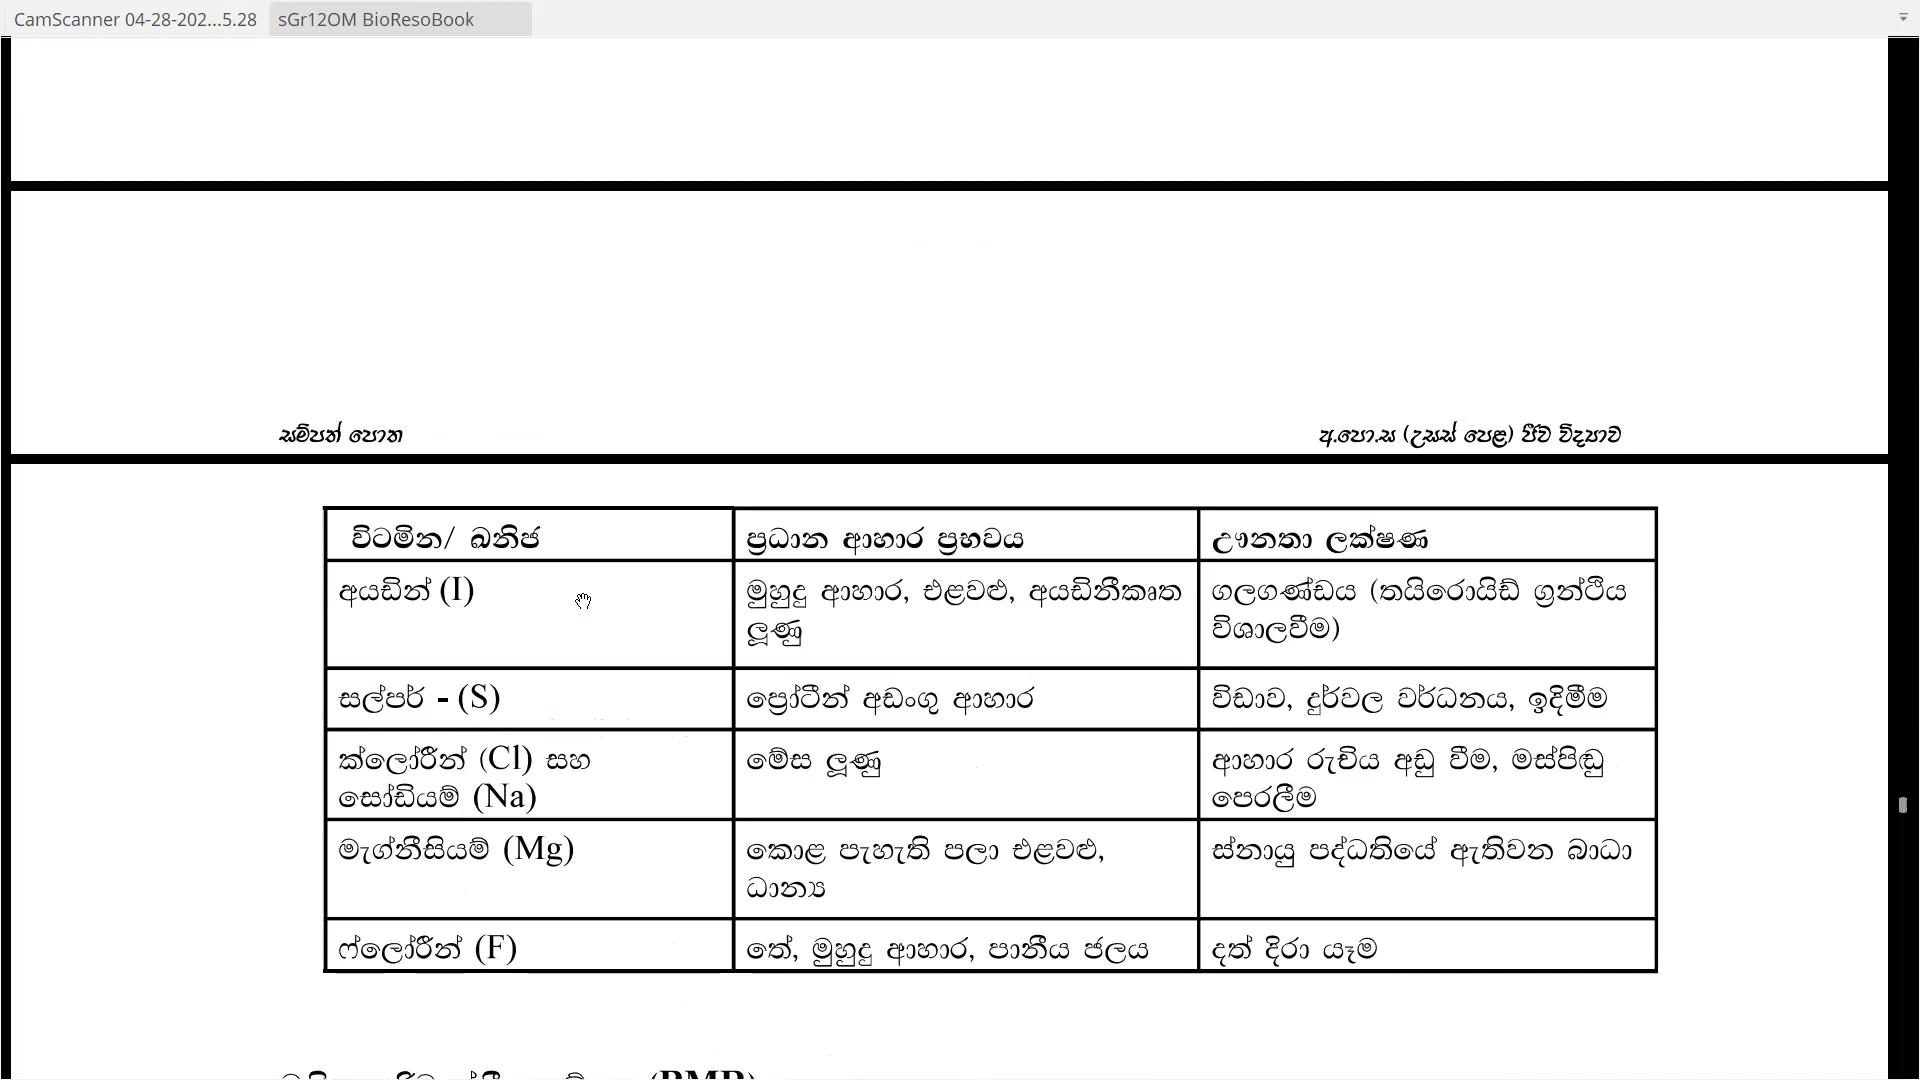 CamScanner 04-28-202...5.28 sGr12OM BioResoBook
සම්පත් පොත අ.පො.ස (උසස් පෙළ) ජීව විද්‍යාව
විටමින/ ඛනිජ ප්‍රධාන ආහාර ප්‍රභවය ඌනතා ලක්ෂණ
අයඩින් (I) මුහුදු ආහාර, එළවළු, අයඩිනීකෘත ගලගණ්ඩය (තයිරොයිඩ් ග්‍රන්ථිය
ලූණු විශාලවීම)
සල්පර් - (S) ප්‍රෝටීන් අඩංගු ආහාර විඩාව, දුර්වල වර්ධනය, ඉදිමීම
ක්ලෝරීන් (Cl) සහ මේස ලූණු ආහාර රුචිය අඩු වීම, මස්පිඬු
සෝඩියම් (Na) පෙරලීම
මැග්නීසියම් (Mg) කොළ පැහැති පලා එළවළු, ස්නායු පද්ධතියේ ඇතිවන බාධා
ධාන්‍ය
ෆ්ලෝරීන් (F) තේ, මුහුදු ආහාර, පානීය ජලය දත් දිරා යෑම
(BMR)